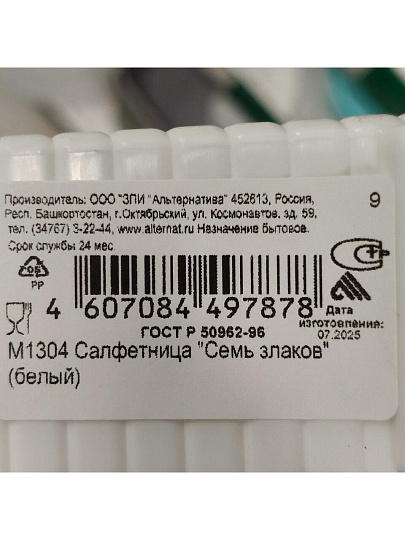 Производитель: ООО "ЗПИ "Альтернатива" 452613, Россия,
Респ. Башкортостан, г.Октябрьский, ул. Космонавтов, зд. 59,
тел. (34767) 3-22-44, www.alternat.ru Назначение бытовое.
Срок службы 24 мес.
9
05
PP
4 607084 497878
Дата
изготовления:
07.2025
ГОСТ Р 50962-96
М1304 Салфетница "Семь злаков"
(белый)